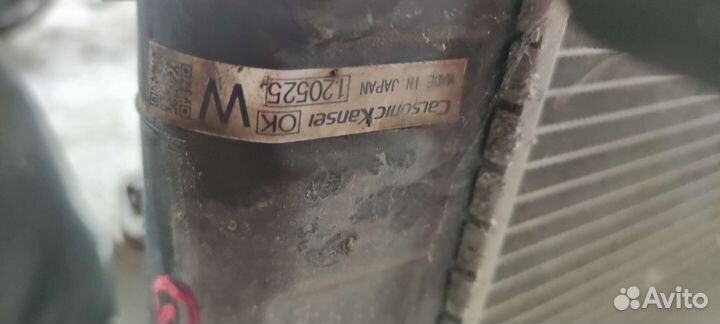 CalsonicKansei OK
MADE IN JAPAN 120525
W
Avito